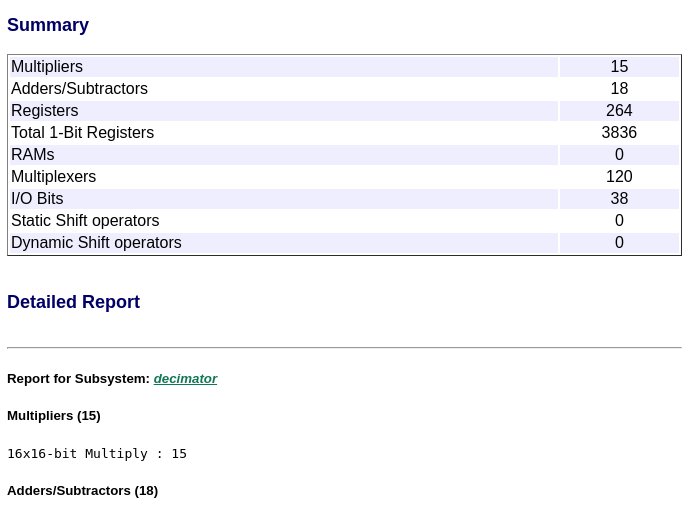 Summary
Multipliers 15
Adders/Subtractors 18
Registers 264
Total 1-Bit Registers 3836
RAMs 0
Multiplexers 120
I/O Bits 38
Static Shift operators 0
Dynamic Shift operators 0
Detailed Report
Report for Subsystem: decimator
Multipliers (15)
16x16-bit Multiply : 15
Adders/Subtractors (18)